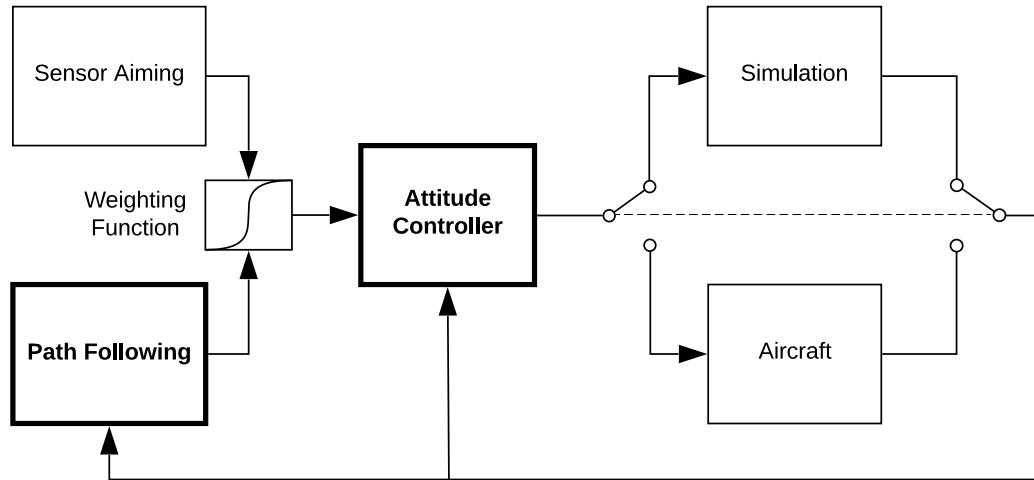 Sensor Aiming
Simulation
Weighting
Function
Attitude
Controller
Path Following
Aircraft